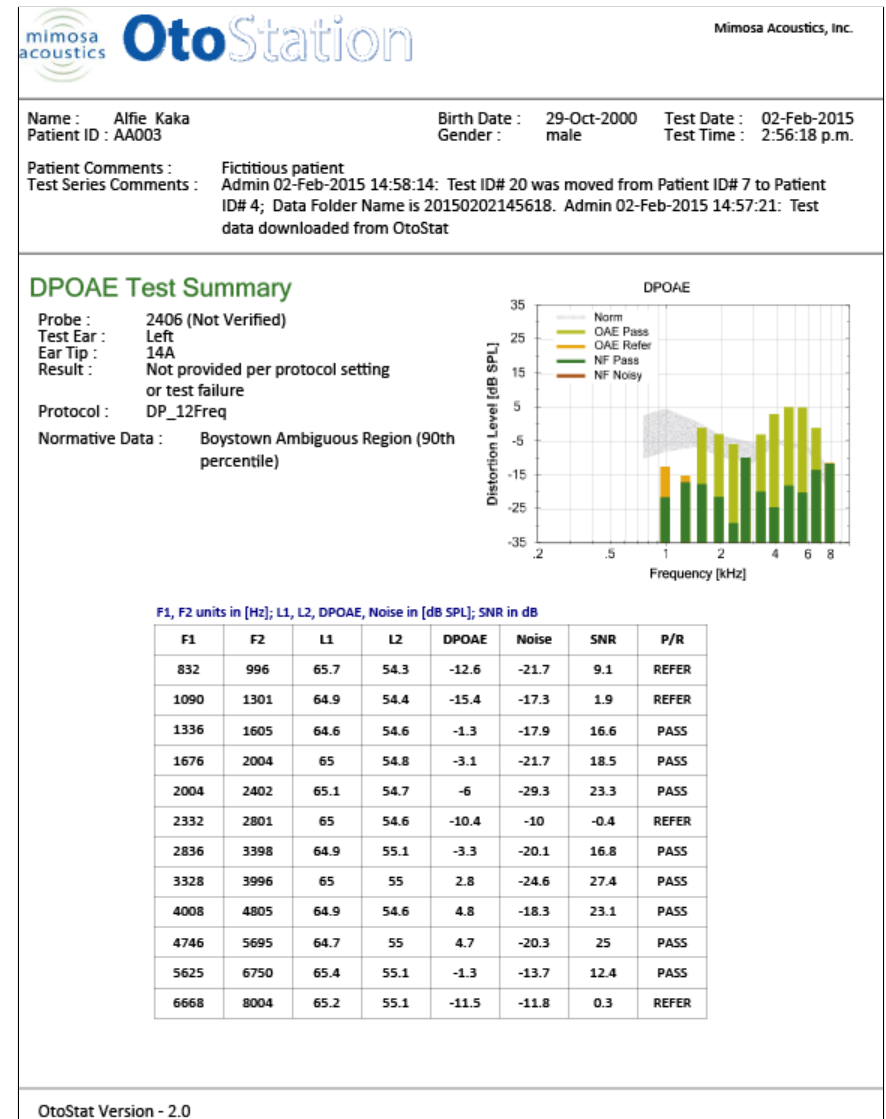 mimosa
acoustics
OtoStation
Mimosa Acoustics, Inc.
Name : Alfie Kaka
Birth Date : 29-Oct-2000
Test Date : 02-Feb-2015
Patient ID : AA003
Gender : male
Test Time : 2:56:18 p.m.
Patient Comments : Fictitious patient
Test Series Comments : Admin 02-Feb-2015 14:58:14: Test ID# 20 was moved from Patient ID# 7 to Patient
ID# 4; Data Folder Name is 20150202145618. Admin 02-Feb-2015 14:57:21: Test
data downloaded from OtoStat
DPOAE Test Summary
Probe : 2406 (Not Verified)
Test Ear : Left
Ear Tip : 14A
Result : Not provided per protocol setting
or test failure
Protocol : DP_12Freq
Normative Data : Boystown Ambiguous Region (90th
percentile)
DPOAE
Norm
OAE Pass
OAE Refer
NF Pass
NF Noisy
Distortion Level [dB SPL]
35
25
15
5
-5
-15
-25
-35
.2 .5 1 2 4 6 8
Frequency [kHz]
F1, F2 units in [Hz]; L1, L2, DPOAE, Noise in [dB SPL]; SNR in dB
F1 F2 L1 L2 DPOAE Noise SNR P/R
832 996 65.7 54.3 -12.6 -21.7 9.1 REFER
1090 1301 64.9 54.4 -15.4 -17.3 1.9 REFER
1336 1605 64.6 54.6 -1.3 -17.9 16.6 PASS
1676 2004 65 54.8 -3.1 -21.7 18.5 PASS
2004 2402 65.1 54.7 -6 -29.3 23.3 PASS
2332 2801 65 54.6 -10.4 -10 -0.4 REFER
2836 3398 64.9 55.1 -3.3 -20.1 16.8 PASS
3328 3996 65 55 2.8 -24.6 27.4 PASS
4008 4805 64.9 54.6 4.8 -18.3 23.1 PASS
4746 5695 64.7 55 4.7 -20.3 25 PASS
5625 6750 65.4 55.1 -1.3 -13.7 12.4 PASS
6668 8004 65.2 55.1 -11.5 -11.8 0.3 REFER
OtoStat Version - 2.0